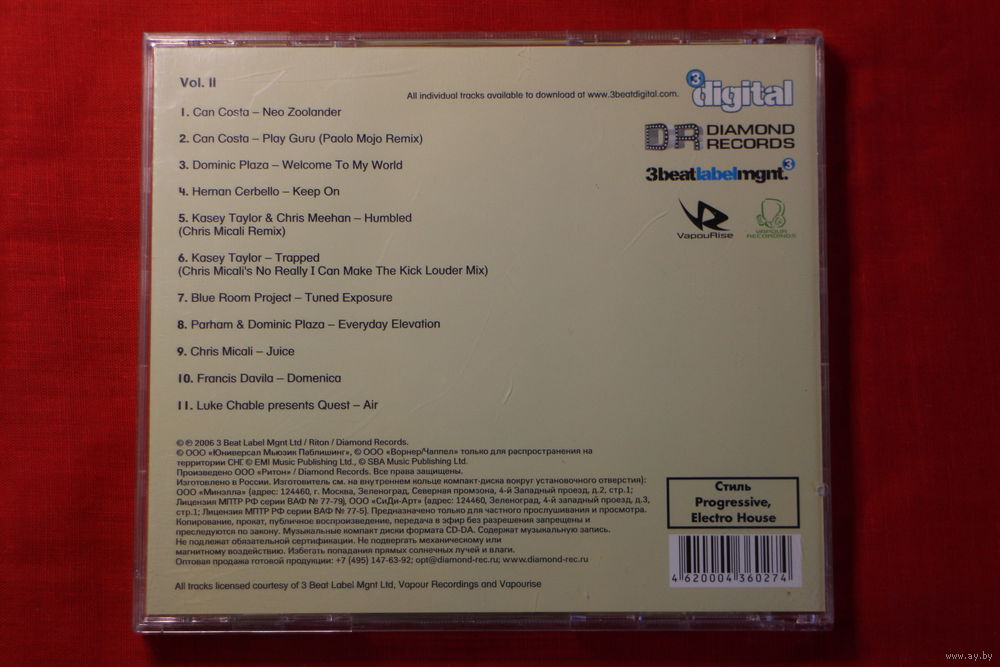 Vol. II
All individual tracks available to download at www.3beatdigital.com.
3 digital
1. Can Costa – Neo Zoolander
2. Can Costa – Play Guru (Paolo Mojo Remix)
DR DIAMOND RECORDS
3. Dominic Plaza – Welcome To My World
3beatlabelmgnt.3
4. Hernan Cerbello – Keep On
5. Kasey Taylor & Chris Meehan – Humbled
(Chris Micali Remix)
VapouRise
VAPOUR RECORDINGS
6. Kasey Taylor – Trapped
(Chris Micali's No Really I Can Make The Kick Louder Mix)
7. Blue Room Project – Tuned Exposure
8. Parham & Dominic Plaza – Everyday Elevation
9. Chris Micali – Juice
10. Francis Davila – Domenica
11. Luke Chable presents Quest – Air
© ℗ 2006 3 Beat Label Mgnt Ltd / Riton / Diamond Records.
© ООО «Юниверсал Мьюзик Паблишинг», © ООО «Ворнер/Чаппел» только для распространения на
территории СНГ © EMI Music Publishing Ltd., © SBA Music Publishing Ltd.
Произведено ООО «Ритон» / Diamond Records. Все права защищены.
Изготовлено в России. Изготовитель см. на внутреннем кольце компакт-диска вокруг установочного отверстия):
ООО «Минэлла» (адрес: 124460, г. Москва, Зеленоград, Северная промзона, 4-й Западный проезд, д.2, стр.1;
Лицензия МПТР РФ серии ВАФ № 77-79), ООО «СиДи-Арт» (адрес: 124460, Зеленоград, 4-й западный проезд, д.3,
стр.1; Лицензия МПТР РФ серии ВАФ № 77-5). Предназначено только для частного прослушивания и просмотра.
Копирование, прокат, публичное воспроизведение, передача в эфир без разрешения запрещены и
преследуются по закону. Музыкальные компакт диски формата CD-DA. Содержат музыкальную запись.
Не подлежат обязательной сертификации. Не подвергать механическому или
магнитному воздействию. Избегать попадания прямых солнечных лучей и влаги.
Оптовая продажа готовой продукции: +7 (495) 147-63-92; opt@diamond-rec.ru; www.diamond-rec.ru
Стиль
Progressive,
Electro House
4 620004 360274
All tracks licensed courtesy of 3 Beat Label Mgnt Ltd, Vapour Recordings and Vapourise
www.ay.by